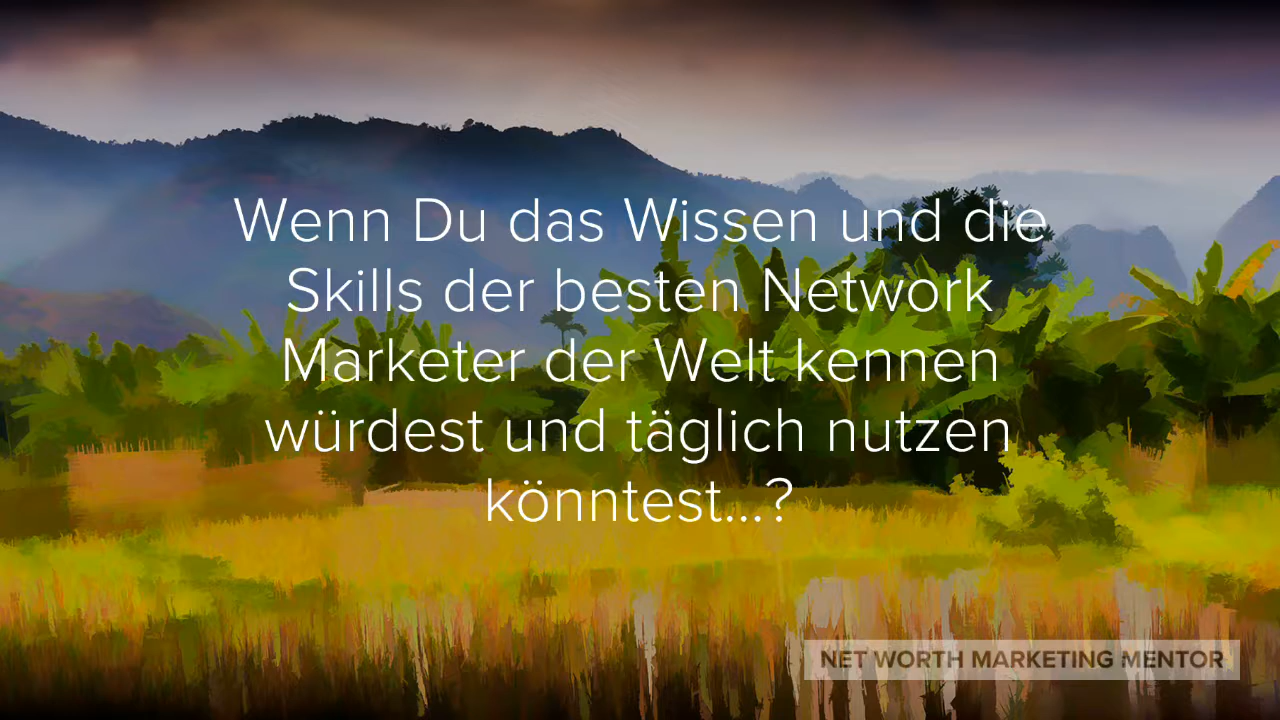 Wenn Du das Wissen und die
Skills der besten Network
Marketer der Welt kennen
würdest und täglich nutzen
könntest...?
NET WORTH MARKETING MENTOR